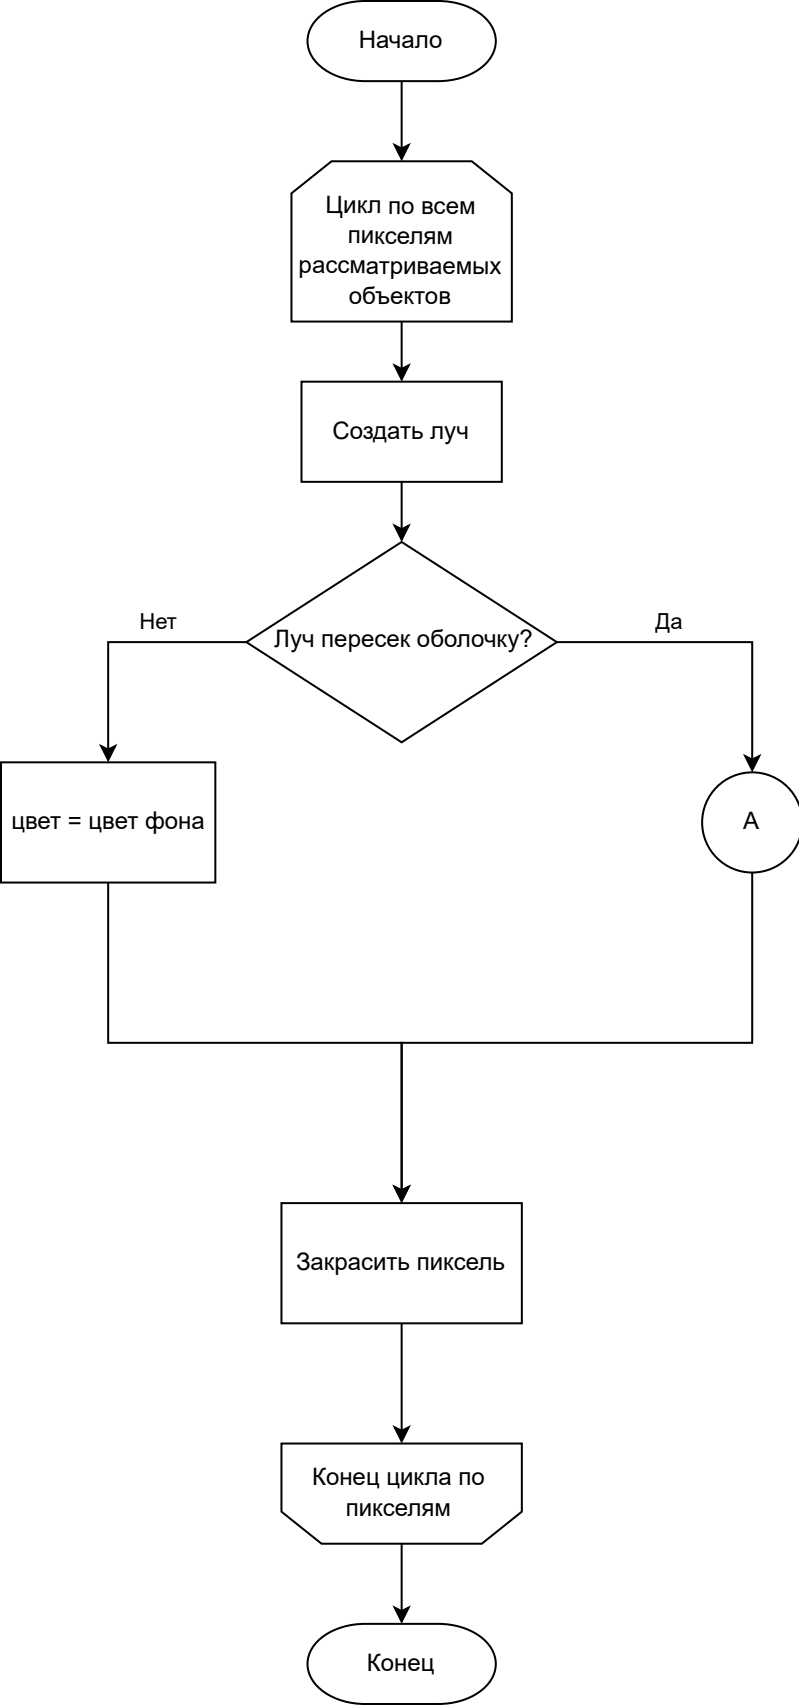 Начало
Цикл по всем
пикселям
рассматриваемых
объектов
Создать луч
Луч пересек оболочку?
Нет
Да
цвет = цвет фона
А
Закрасить пиксель
Конец цикла по
пикселям
Конец